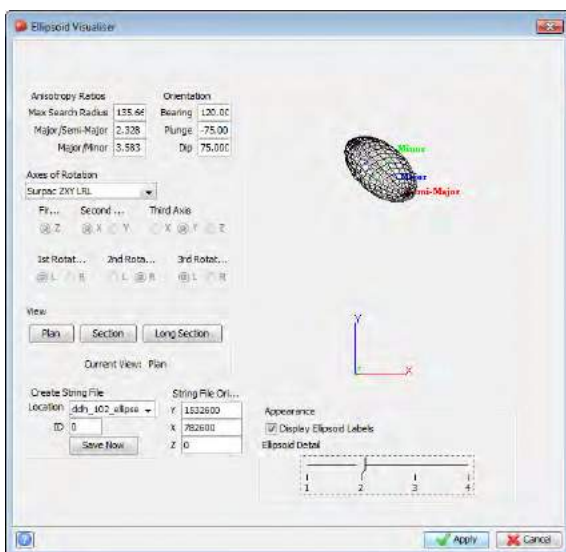 Ellipsoid Visualiser
Anisotropy Ratios
Orientation
Max Search Radius 135.66
Bearing 120.00
Major/Semi-Major 2.328
Plunge -75.00
Major/Minor 3.583
Dip 75.000
Axes of Rotation
Surpac ZXY LRL
Fir... Second ... Third Axis
Z X Y X Y Z
1st Rotat... 2nd Rota... 3rd Rotat...
L R L R L R
View
Plan Section Long Section
Current View: Plan
Create String File
String File Ori...
Location ddh_102_ellipse
Y 1532600
ID 0
X 782600
Save Now
Z 0
Minor
Major
Semi-Major
Y
X
Appearance
Display Ellipsoid Labels
Ellipsoid Detail
1 2 3 4
Apply Cancel